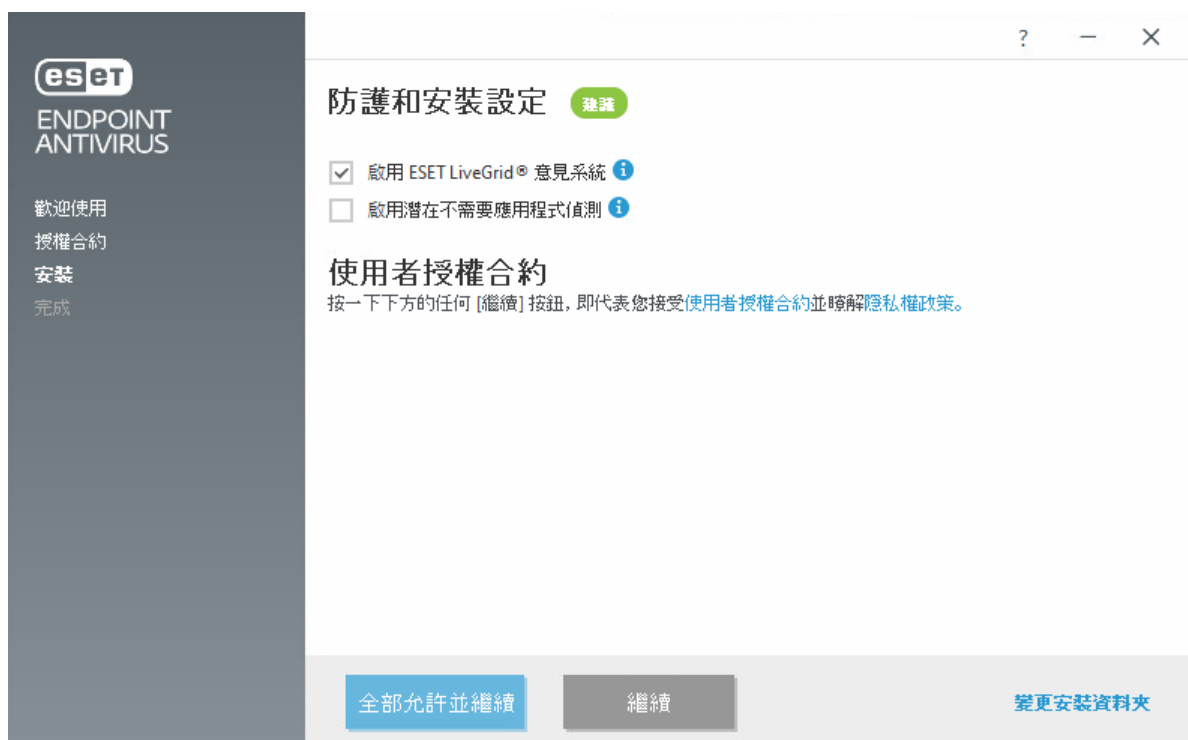 eset
ENDPOINT
ANTIVIRUS
歡迎使用
授權合約
安裝
完成
?
防護和安裝設定 建議
啟用 ESET LiveGrid® 意見系統 i
啟用潛在不需要應用程式偵測 i
使用者授權合約
按一下下方的任何 [繼續] 按鈕, 即代表您接受使用者授權合約並瞭解隱私權政策。
全部允許並繼續 繼續 變更安裝資料夾